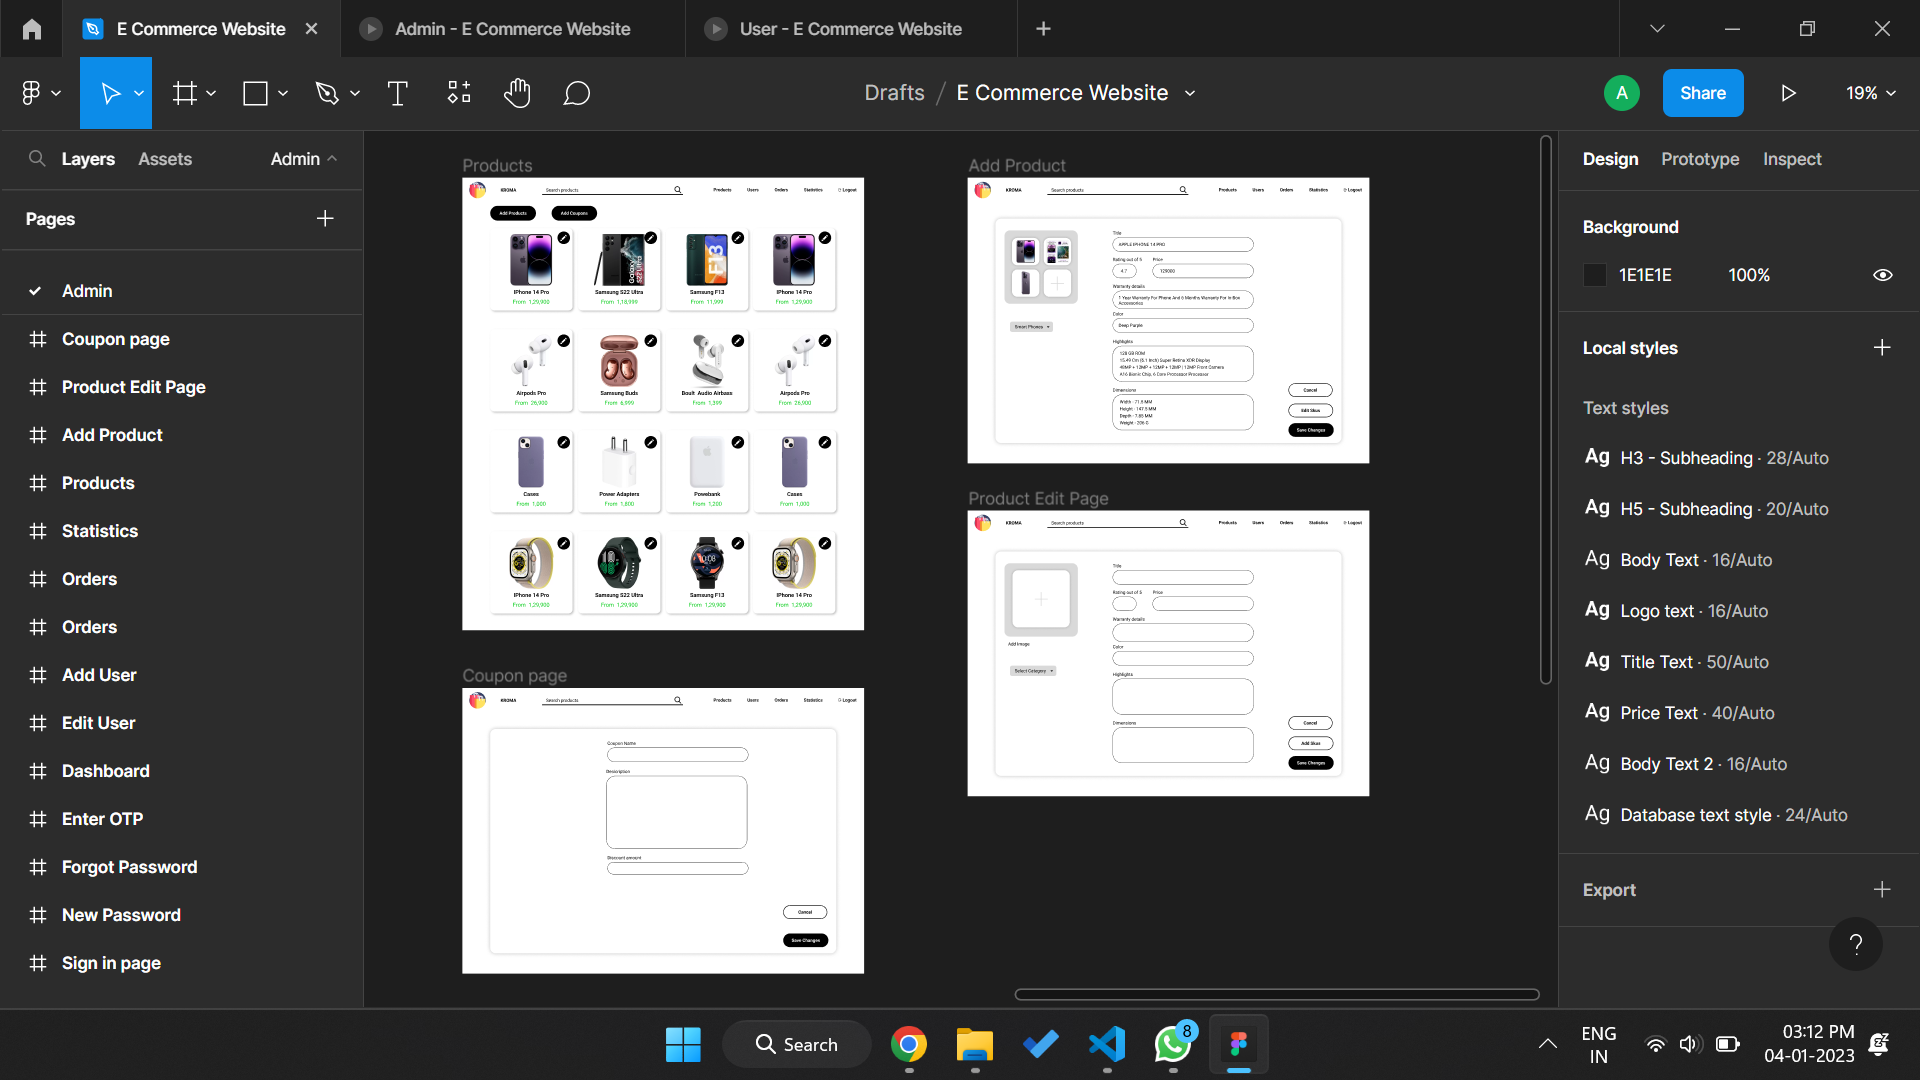 E Commerce Website
Admin - E Commerce Website
User - E Commerce Website
Drafts / E Commerce Website
A
Share
19%
Layers
Assets
Admin
Pages
Admin
Coupon page
Product Edit Page
Add Product
Products
Statistics
Orders
Orders
Add User
Edit User
Dashboard
Enter OTP
Forgot Password
New Password
Sign in page
Products
KROMA
Search products
Products
Users
Orders
Statistics
Logout
Add Products
Add Coupons
IPhone 14 Pro
From 1,29,900
Samsung S22 Ultra
From 1,18,999
Samsung F13
From 11,999
IPhone 14 Pro
From 1,29,900
Airpods Pro
From 26,900
Samsung Buds
From 6,999
Boult Audio Airbass
From 1,399
Airpods Pro
From 26,900
Cases
From 1,000
Power Adapters
From 1,600
Powebank
From 1,200
Cases
From 1,000
IPhone 14 Pro
From 1,29,900
Samsung S22 Ultra
From 1,29,900
Samsung F13
From 1,29,900
IPhone 14 Pro
From 1,29,900
Coupon page
KROMA
Search products
Products
Users
Orders
Statistics
Logout
Coupon Name
Description
Discount amount
Cancel
Save Changes
Add Product
KROMA
Search products
Products
Users
Orders
Statistics
Logout
Title
APPLE IPHONE 14 PRO
Rating out of 5
Price
4.7
129000
Warranty details
1 Year Warranty For Phone And 6 Months Warranty For In-Box
Accessories
Color
Deep Purple
Smart Phones
Highlights
128 GB ROM
15.49 Cm (6.1 Inch) Super Retina XDR Display
48MP + 12MP + 12MP + 12MP | 12MP Front Camera
A16 Bionic Chip, 6 Core Processor Processor
Dimensions
Width - 71.5 MM
Height - 147.5 MM
Depth - 7.85 MM
Weight - 206 G
Cancel
Edit Skus
Save Changes
Product Edit Page
KROMA
Search products
Products
Users
Orders
Statistics
Logout
Title
Rating out of 5
Price
Warranty details
Add Image
Color
Select Category
Highlights
Dimensions
Cancel
Add Skus
Save Changes
Design
Prototype
Inspect
Background
1E1E1E
100%
Local styles
Text styles
Ag H3 - Subheading · 28/Auto
Ag H5 - Subheading · 20/Auto
Ag Body Text · 16/Auto
Ag Logo text · 16/Auto
Ag Title Text · 50/Auto
Ag Price Text · 40/Auto
Ag Body Text 2 · 16/Auto
Ag Database text style · 24/Auto
Export
?
Search
8
ENG
IN
03:12 PM
04-01-2023